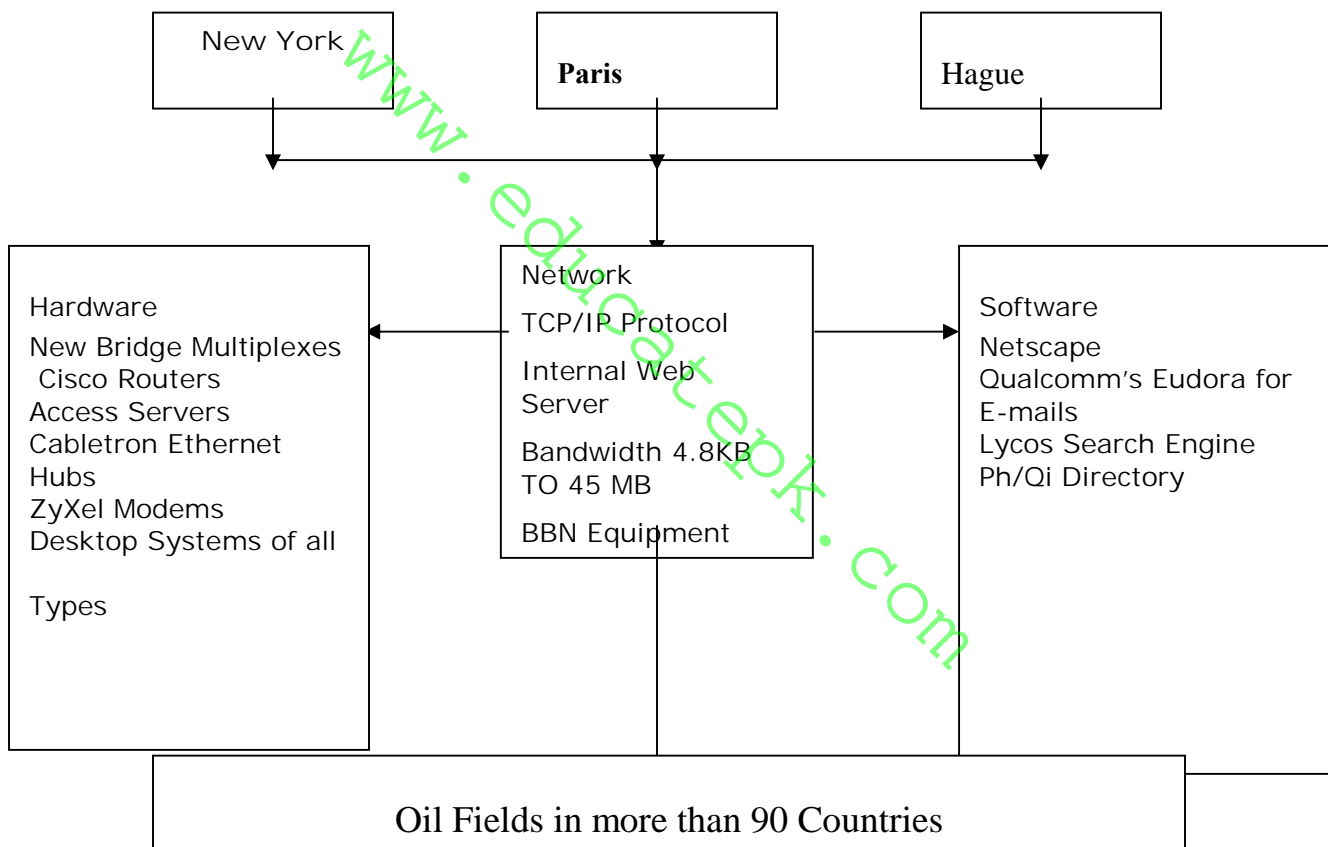 New York
Paris
Hague
Hardware
New Bridge Multiplexes
Cisco Routers
Access Servers
Cabletron Ethernet
Hubs
ZyXel Modems
Desktop Systems of all
Types
Network
TCP/IP Protocol
Internal Web
Server
Bandwidth 4.8KB
TO 45 MB
BBN Equipment
Software
Netscape
Qualcomm's Eudora for
E-mails
Lycos Search Engine
Ph/Qi Directory
Oil Fields in more than 90 Countries
www.educatepk.com